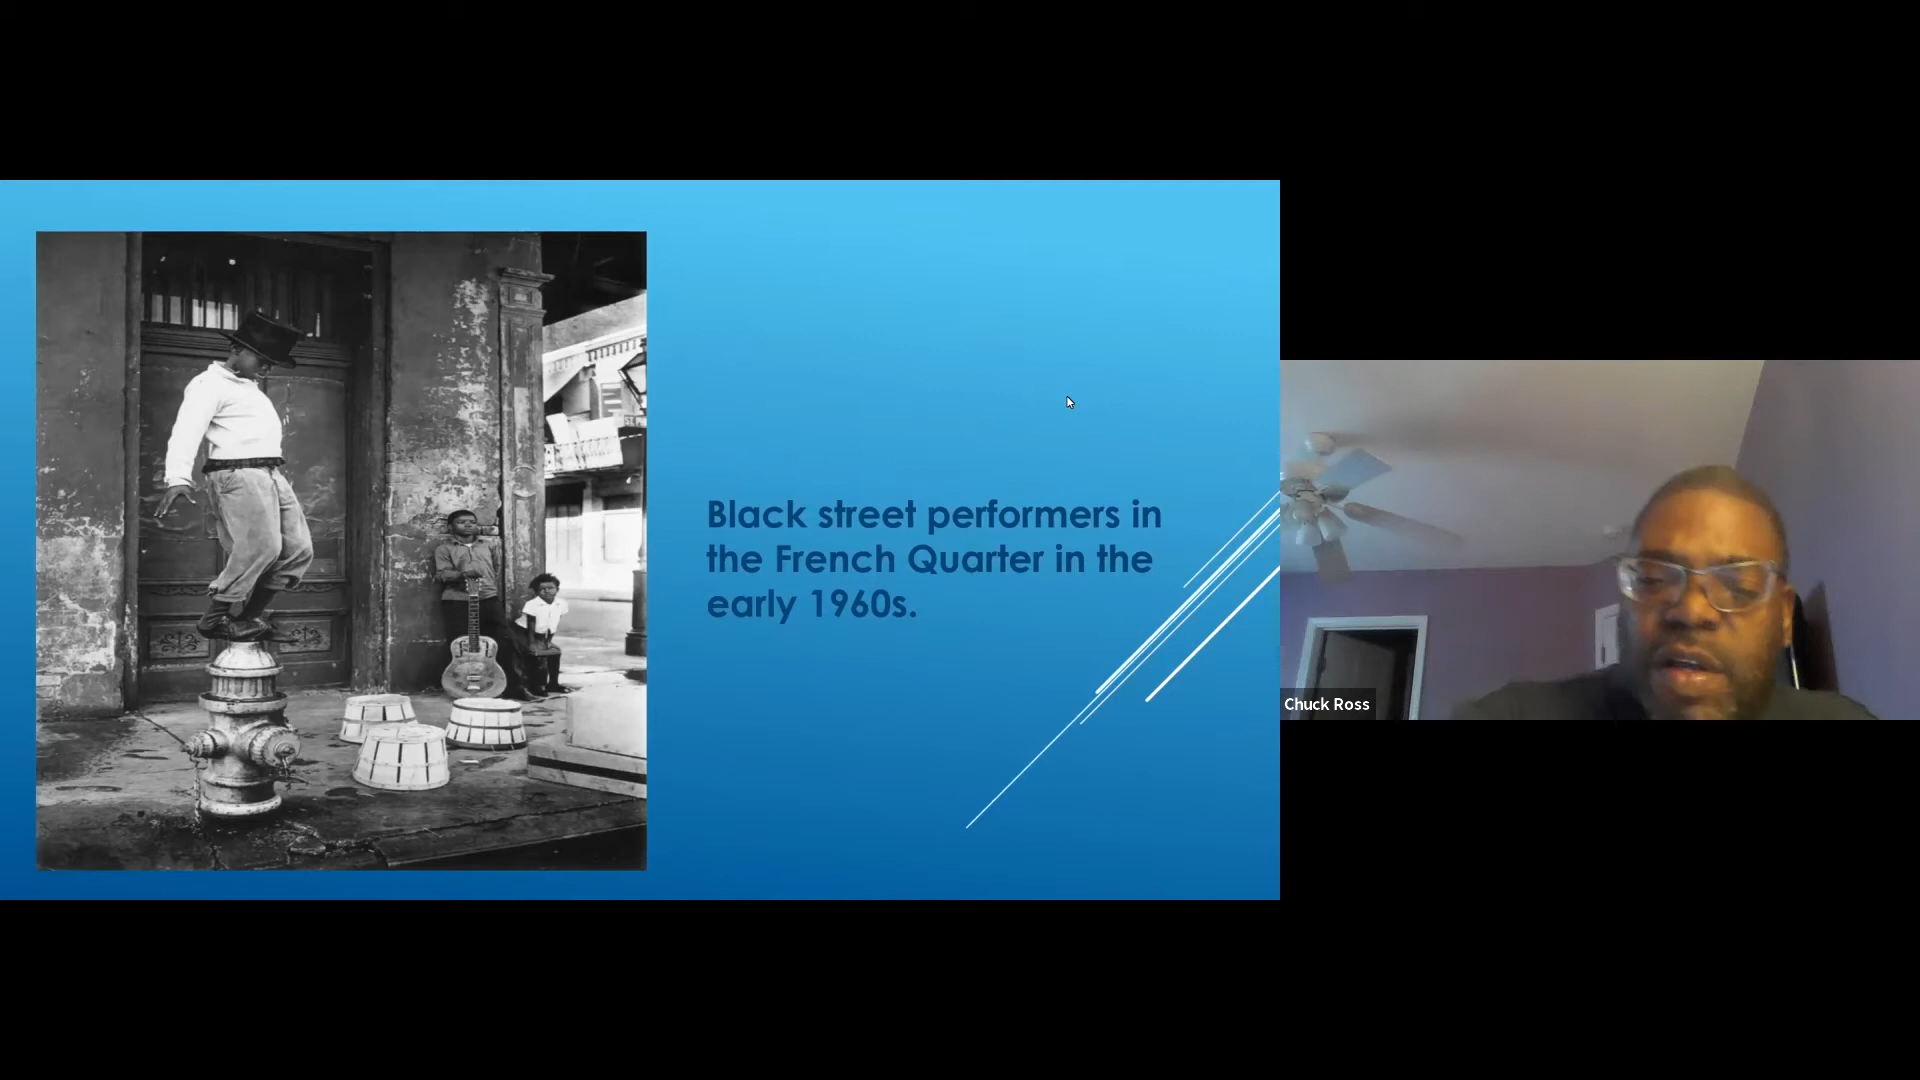 Black street performers in
the French Quarter in the
early 1960s.
Chuck Ross